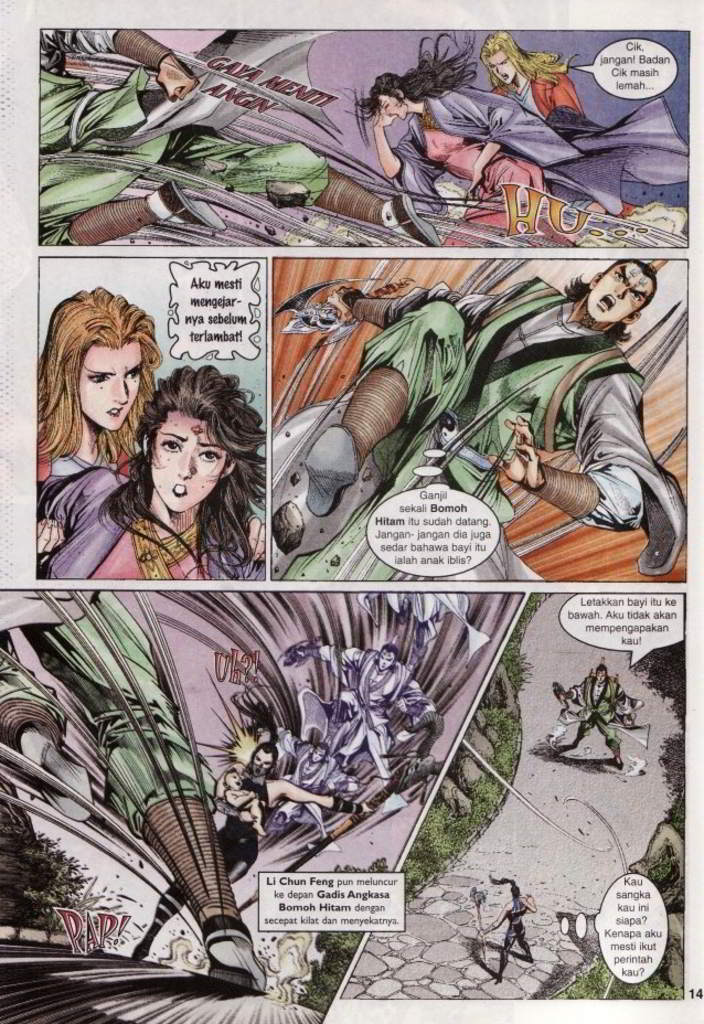 GAYA MENITI
ANGIN
Cik,
jangan! Badan
Cik masih
lemah...
HU...
Aku mesti
mengejar-
nya sebelum
terlambat!
Ganjil
sekali Bomoh
Hitam itu sudah datang.
Jangan- jangan dia juga
sedar bahawa bayi itu
ialah anak iblis?
UH?!
PAP!
Li Chun Feng pun meluncur
ke depan Gadis Angkasa
Bomoh Hitam dengan
secepat kilat dan menyekatnya.
Letakkan bayi itu ke
bawah. Aku tidak akan
mempengapakan
kau!
Kau
sangka
kau ini
siapa?
Kenapa aku
mesti ikut
perintah
kau?
14